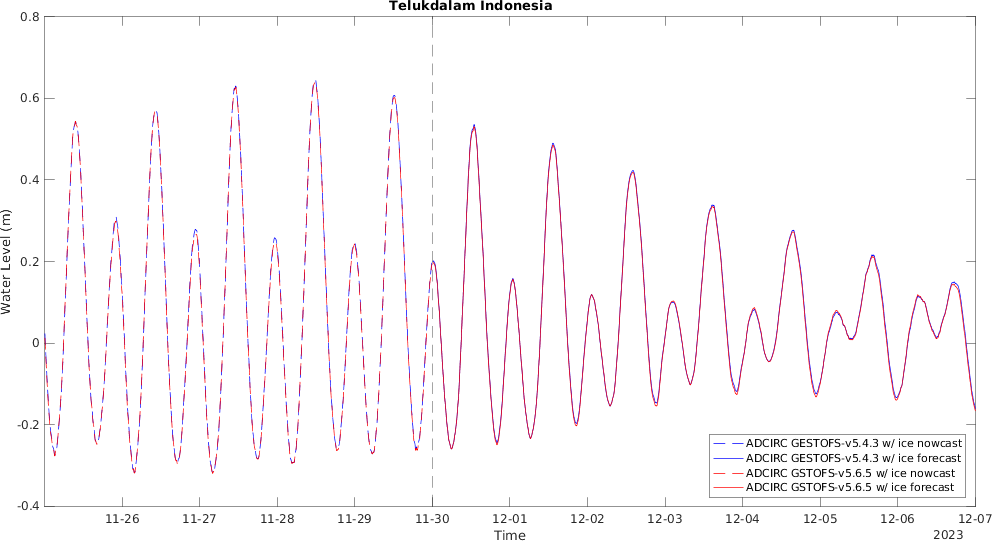 Telukdalam Indonesia
Water Level (m)
0.8
0.6
0.4
0.2
0
-0.2
-0.4
ADCIRC GESTOFS-v5.4.3 w/ ice nowcast
ADCIRC GESTOFS-v5.4.3 w/ ice forecast
ADCIRC GSTOFS-v5.6.5 w/ ice nowcast
ADCIRC GSTOFS-v5.6.5 w/ ice forecast
11-26 11-27 11-28 11-29 11-30 12-01 12-02 12-03 12-04 12-05 12-06 12-07
Time
2023